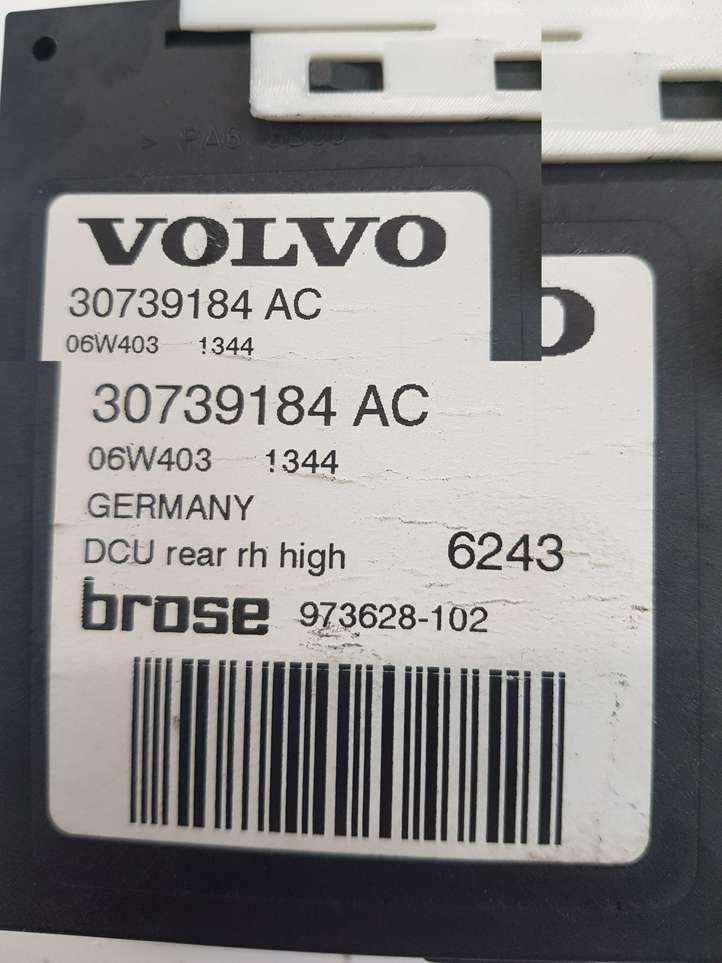 VOLVO
30739184 AC
06W403 1344
30739184 AC
06W403 1344
GERMANY
DCU rear rh high 6243
brose 973628-102